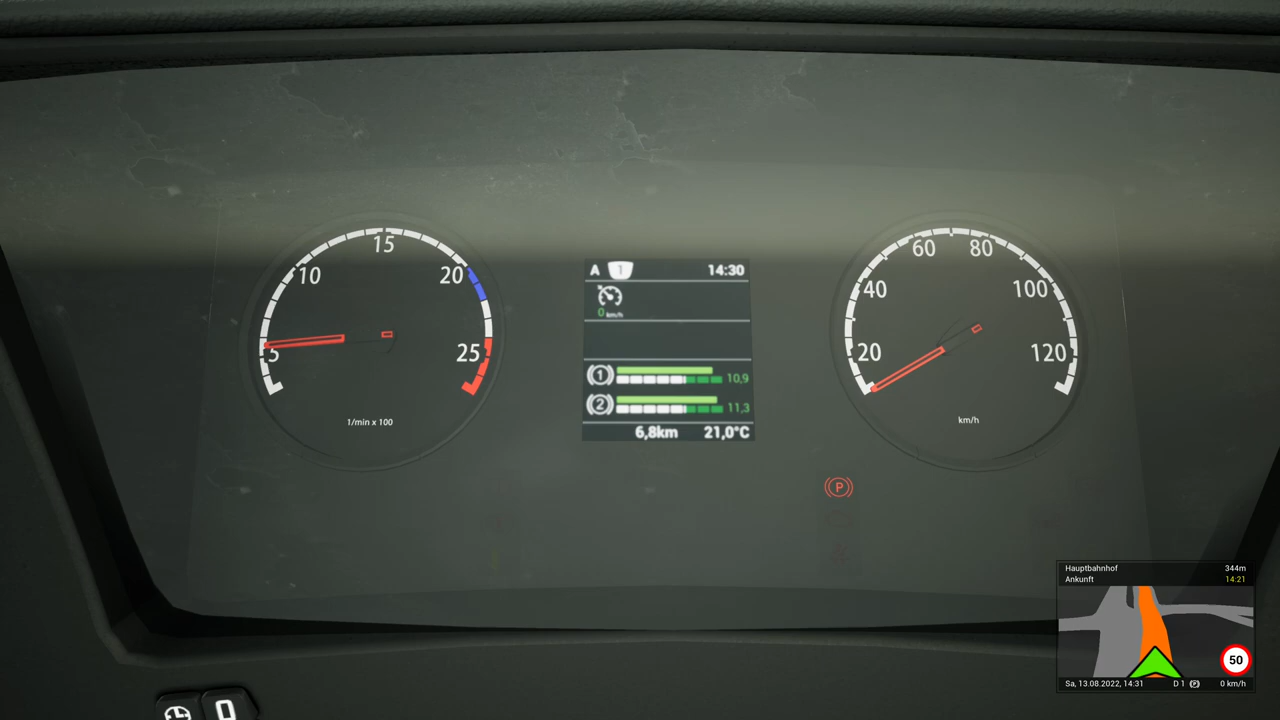 A 1 14:30
0 km/h
1 10,9
2 11,3
6,8km 21,0°C
5 10 15 20 25
1/min x 100
20 40 60 80 100 120
km/h
P
Hauptbahnhof 344m
Ankunft 14:21
50
Sa, 13.08.2022, 14:31 D 1 (P) 0 km/h